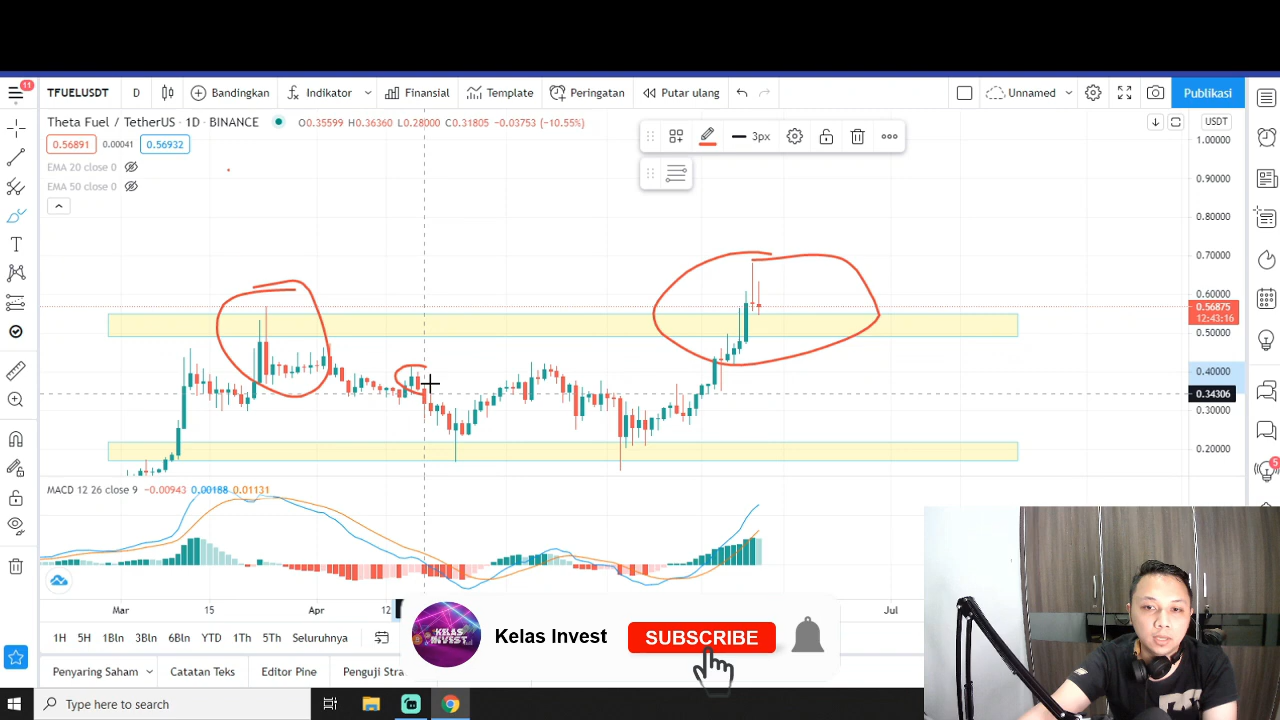 11
TFUELUSDT D Bandingkan Indikator Finansial Template Peringatan Putar ulang Unnamed Publikasi
Theta Fuel / TetherUS · 1D · BINANCE O0.35599 H0.36360 L0.28000 C0.31805 −0.03753 (−10.55%)
USDT
3px
0.56891 0.00041 0.56932
EMA 20 close 0
EMA 50 close 0
T
1.00000
0.90000
0.80000
0.70000
0.60000
0.56875
12:43:16
0.50000
0.40000
0.34306
0.30000
0.20000
MACD 12 26 close 9 −0.00943 0.00188 0.01131
5
Mar 15 Apr 12 Jul
1H 5H 1Bln 3Bln 6Bln YTD 1Th 5Th Seluruhnya
KELAS INVEST
Kelas Invest
SUBSCRIBE
Penyaring Saham Catatan Teks Editor Pine Penguji Stra
Type here to search